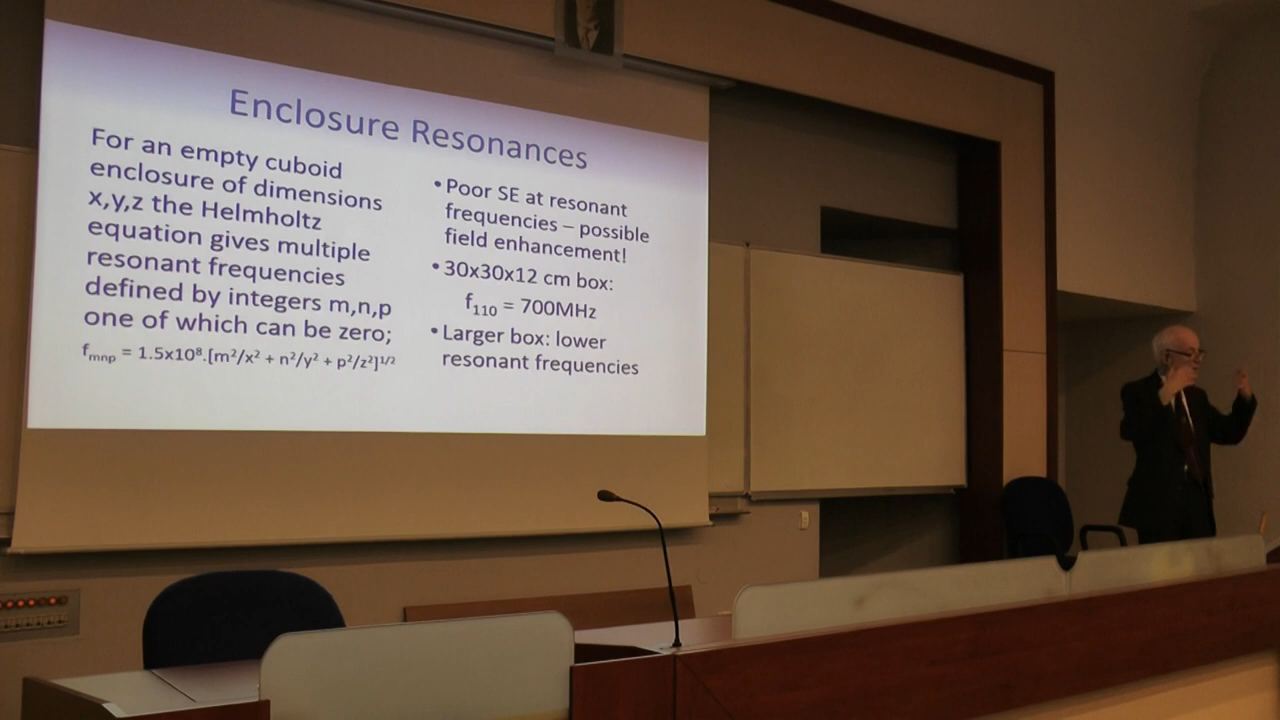 Enclosure Resonances
For an empty cuboid
enclosure of dimensions
x,y,z the Helmholtz
equation gives multiple
resonant frequencies
defined by integers m,n,p
one of which can be zero;
fₘₙₚ = 1.5x10⁸.[m²/x² + n²/y² + p²/z²]¹/²
• Poor SE at resonant
frequencies – possible
field enhancement!
• 30x30x12 cm box:
f₁₁₀ = 700MHz
• Larger box: lower
resonant frequencies